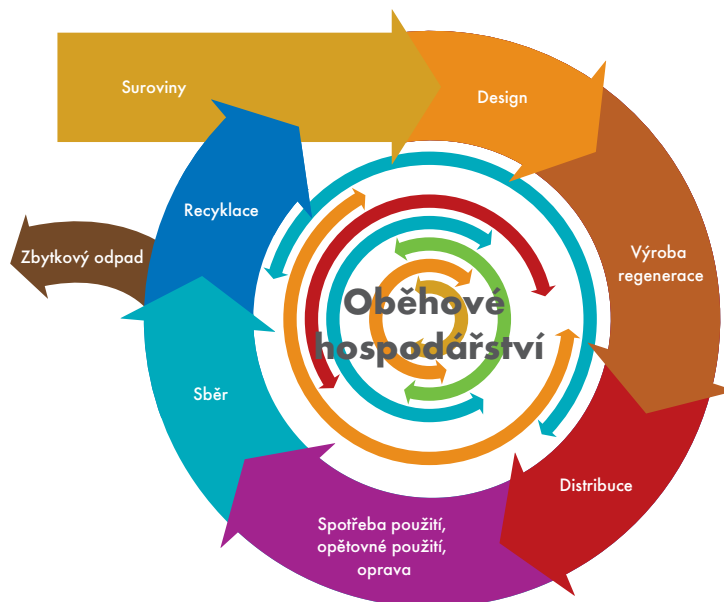 Suroviny
Design
Výroba
regenerace
Distribuce
Spotřeba použití,
opětovné použití,
oprava
Sběr
Recyklace
Zbytkový odpad
Oběhové
hospodářství